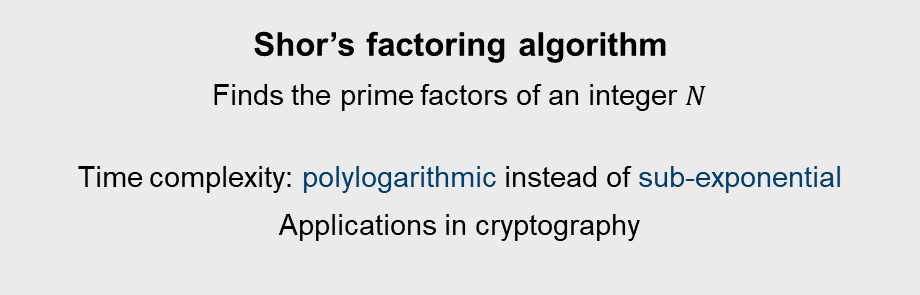 Shor’s factoring algorithm
Finds the prime factors of an integer N
Time complexity: polylogarithmic instead of sub-exponential
Applications in cryptography